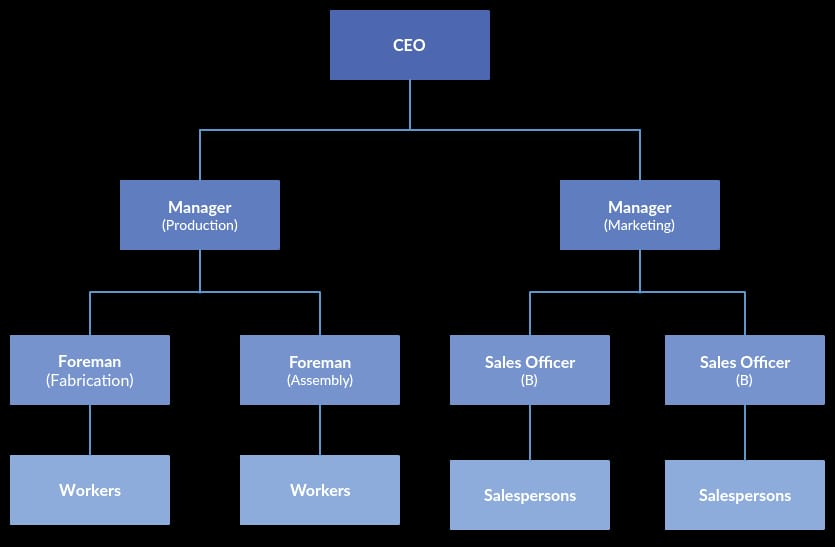 CEO
Manager
(Production)
Manager
(Marketing)
Foreman
(Fabrication)
Foreman
(Assembly)
Sales Officer
(B)
Sales Officer
(B)
Workers
Workers
Salespersons
Salespersons